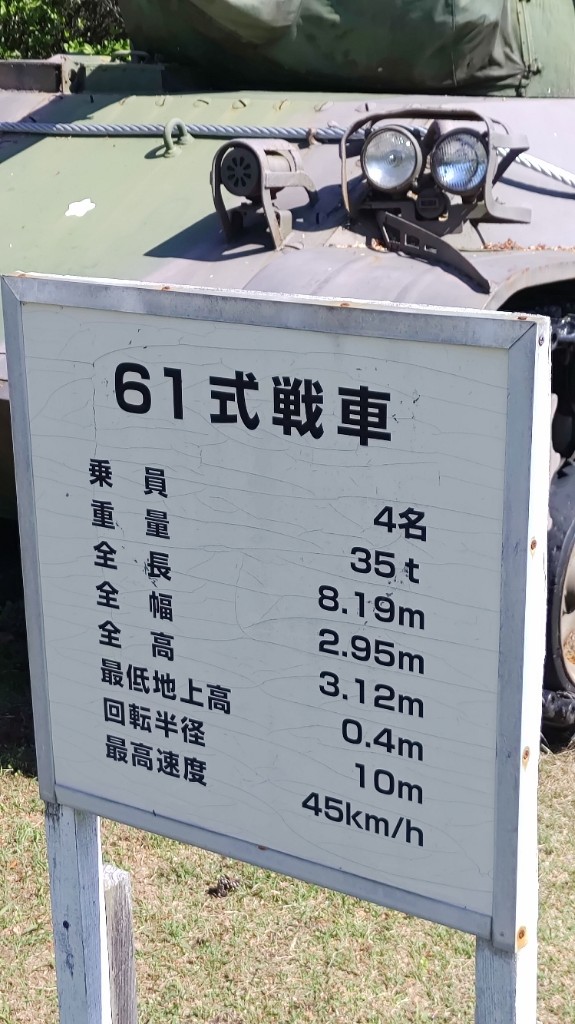 61式戦車
乗員 4名
重量 35t
全長 8.19m
全幅 2.95m
全高 3.12m
最低地上高 0.4m
回転半径 10m
最高速度 45km/h